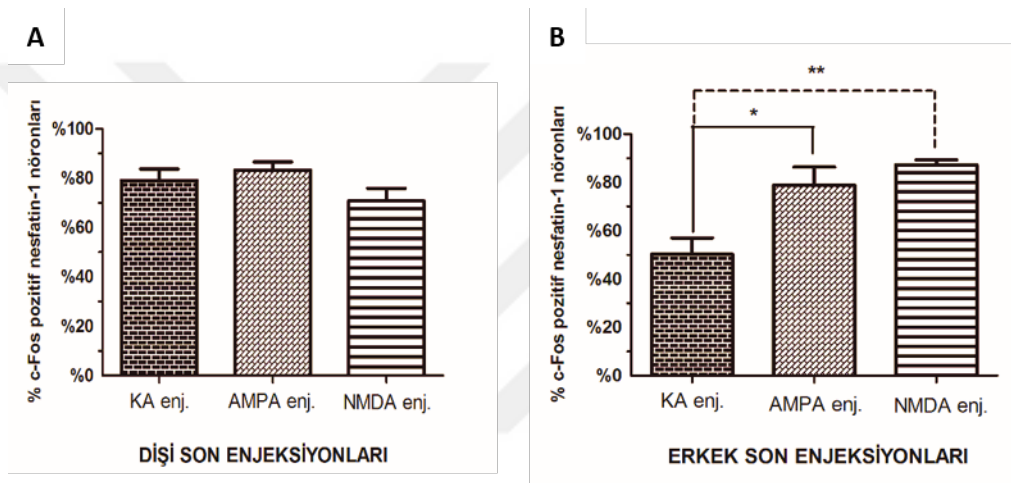 A
% c-Fos pozitif nesfatin-1 nöronları
%100
%80
%60
%40
%20
%0
KA enj. AMPA enj. NMDA enj.
DİŞİ SON ENJEKSİYONLARI
B
% c-Fos pozitif nesfatin-1 nöronları
**
*
%100
%80
%60
%40
%20
%0
KA enj. AMPA enj. NMDA enj.
ERKEK SON ENJEKSİYONLARI